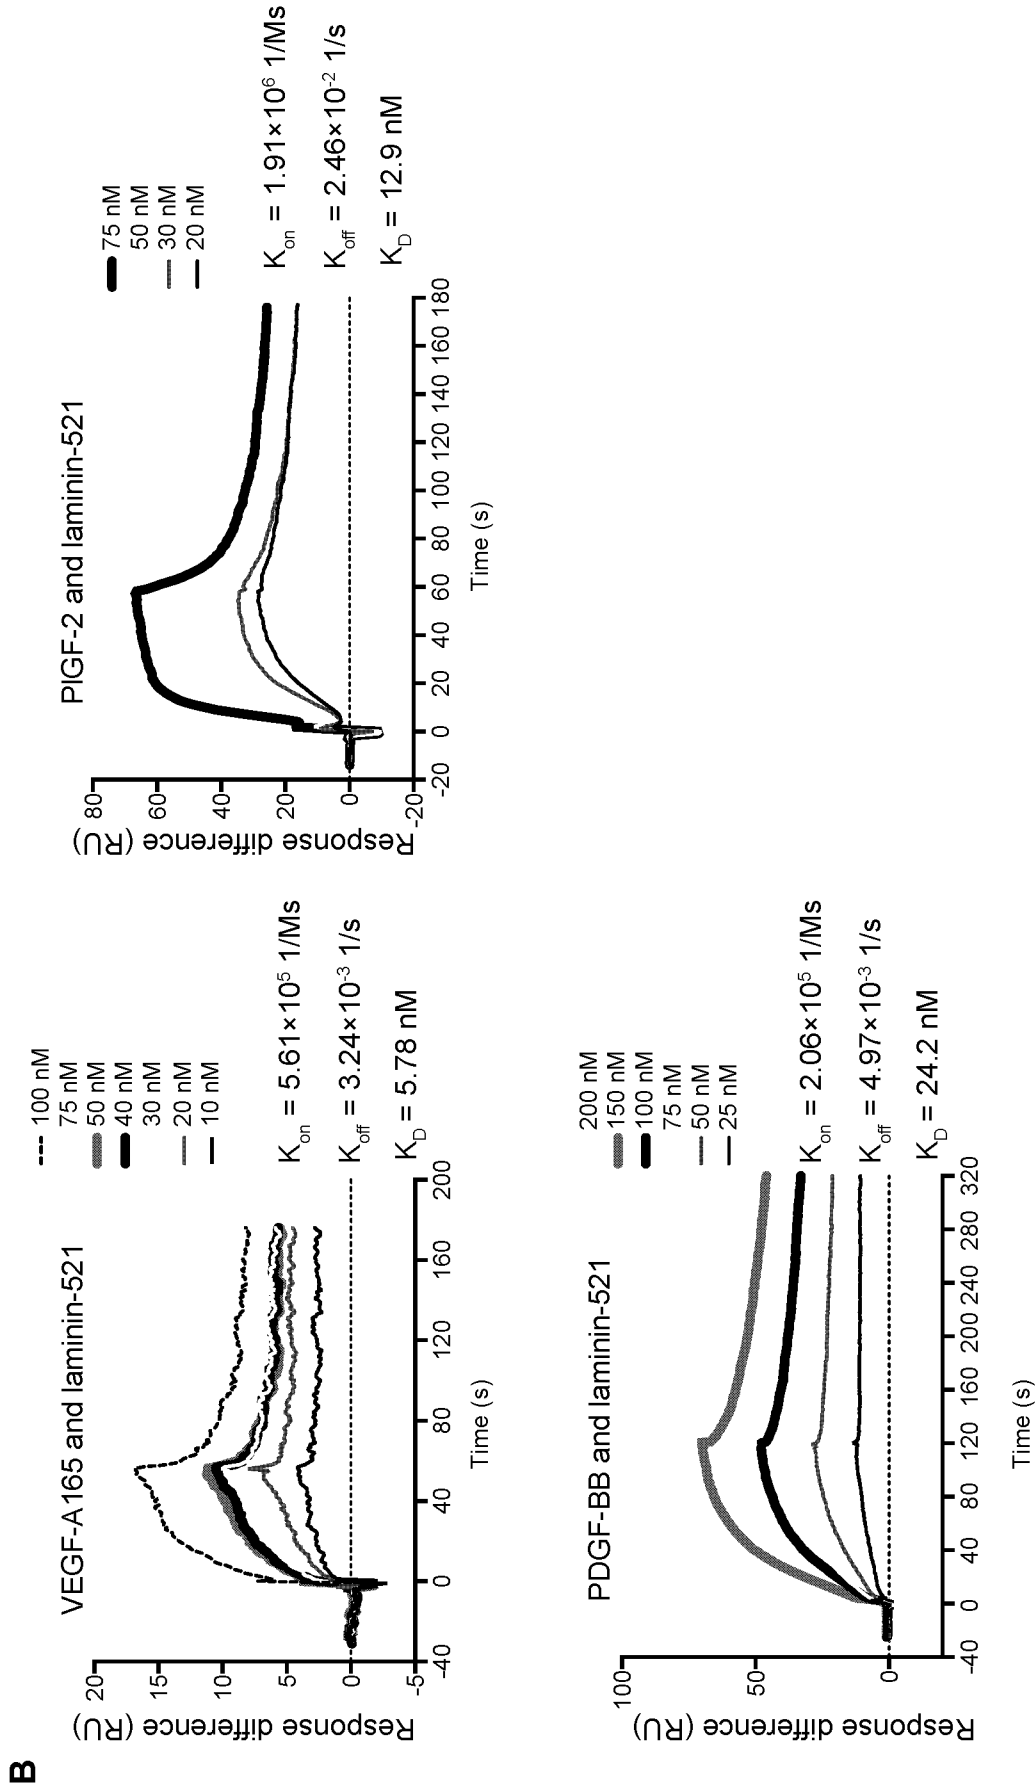 B
VEGF-A165 and laminin-521
Response difference (RU)
20
15
10
5
0
-5
-40
0
40
80
120
160
200
Time (s)
100 nM
75 nM
50 nM
40 nM
30 nM
20 nM
10 nM
Kon = 5.61×10⁵ 1/Ms
Koff = 3.24×10⁻³ 1/s
KD = 5.78 nM
PlGF-2 and laminin-521
Response difference (RU)
80
60
40
20
0
-20
-20
0
20
40
60
80
100
120
140
160
180
Time (s)
75 nM
50 nM
30 nM
20 nM
Kon = 1.91×10⁶ 1/Ms
Koff = 2.46×10⁻² 1/s
KD = 12.9 nM
PDGF-BB and laminin-521
Response difference (RU)
100
50
0
-40
0
40
80
120
160
200
240
280
320
Time (s)
200 nM
150 nM
100 nM
75 nM
50 nM
25 nM
Kon = 2.06×10⁵ 1/Ms
Koff = 4.97×10⁻³ 1/s
KD = 24.2 nM